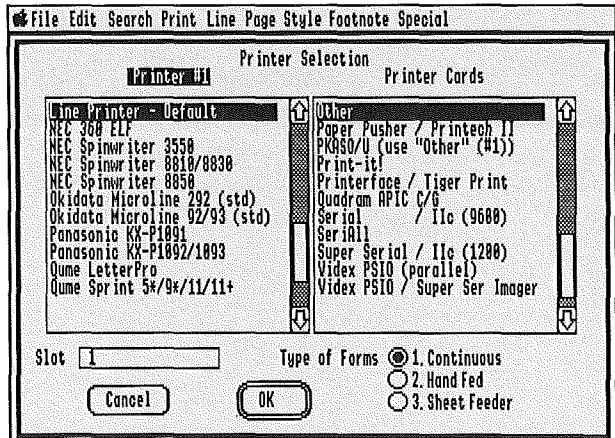 File Edit Search Print Line Page Style Footnote Special
Printer Selection
Printer #1
Printer Cards
Line Printer - Default
NEC 360 ELF
NEC Spinwriter 3550
NEC Spinwriter 8810/8830
NEC Spinwriter 8850
Okidata Microline 292 (std)
Okidata Microline 92/93 (std)
Panasonic KX-P1091
Panasonic KX-P1092/1093
Qume LetterPro
Qume Sprint 5*/9*/11/11+
Other
Paper Pusher / Printech II
PKASO/U (use "Other" (#1))
Print-it!
Printerface / Tiger Print
Quadram APIC C/G
Serial / IIc (9600)
SeriAll
Super Serial / IIc (1200)
Videx PSIO (parallel)
Videx PSIO / Super Ser Imager
Slot 1
Type of Forms 1. Continuous
2. Hand Fed
3. Sheet Feeder
Cancel
OK